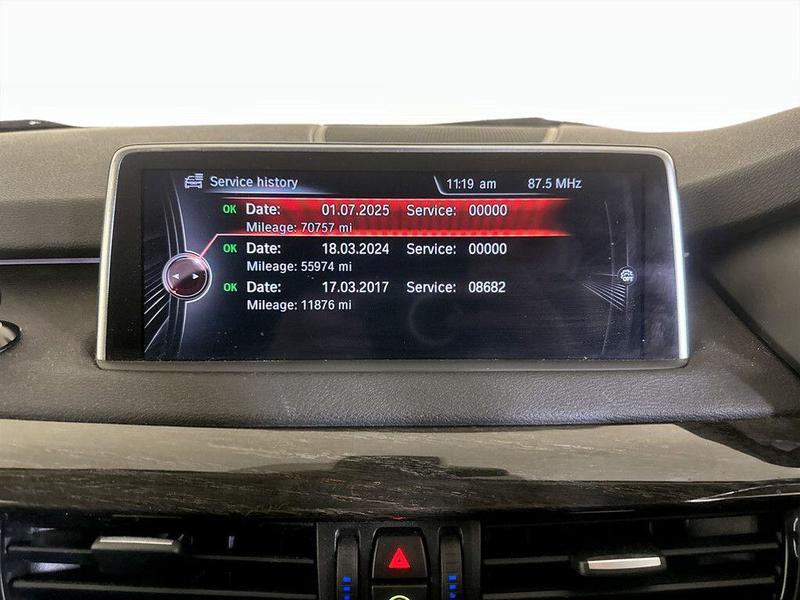 Service history 11:19 am 87.5 MHz
OK Date: 01.07.2025 Service: 00000
Mileage: 70757 mi
OK Date: 18.03.2024 Service: 00000
Mileage: 55974 mi
OK Date: 17.03.2017 Service: 08682
Mileage: 11876 mi